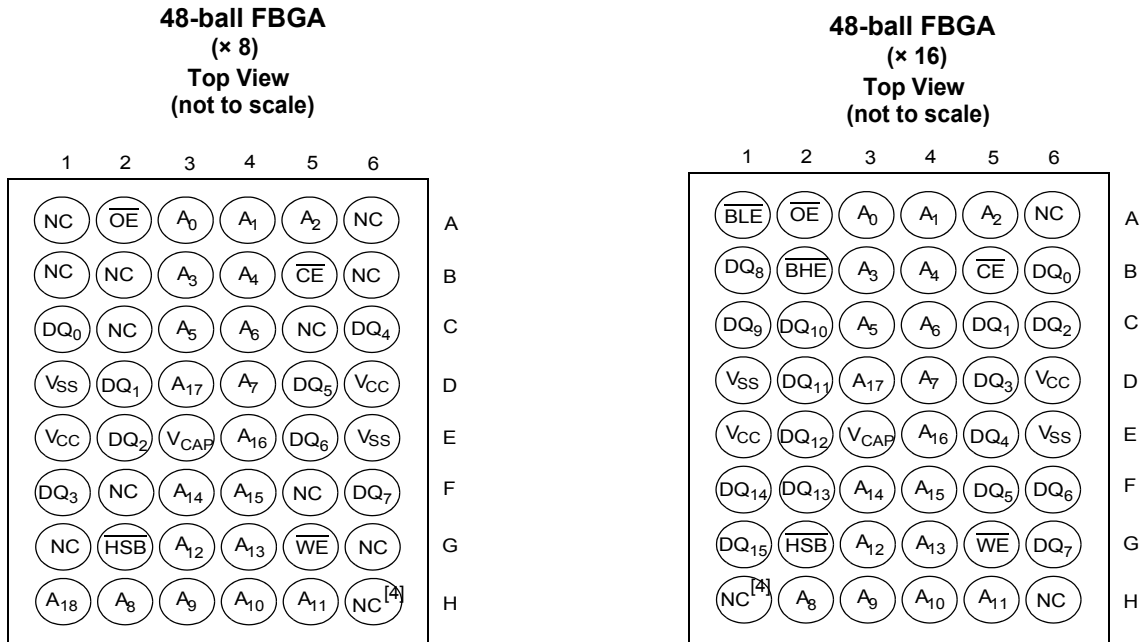 48-ball FBGA
(× 8)
Top View
(not to scale)
1 2 3 4 5 6
NC OE A0 A1 A2 NC A
NC NC A3 A4 CE NC B
DQ0 NC A5 A6 NC DQ4 C
VSS DQ1 A17 A7 DQ5 VCC D
VCC DQ2 VCAP A16 DQ6 VSS E
DQ3 NC A14 A15 NC DQ7 F
NC HSB A12 A13 WE NC G
A18 A8 A9 A10 A11 NC[4] H
48-ball FBGA
(× 16)
Top View
(not to scale)
1 2 3 4 5 6
BLE OE A0 A1 A2 NC A
DQ8 BHE A3 A4 CE DQ0 B
DQ9 DQ10 A5 A6 DQ1 DQ2 C
VSS DQ11 A17 A7 DQ3 VCC D
VCC DQ12 VCAP A16 DQ4 VSS E
DQ14 DQ13 A14 A15 DQ5 DQ6 F
DQ15 HSB A12 A13 WE DQ7 G
NC[4] A8 A9 A10 A11 NC H